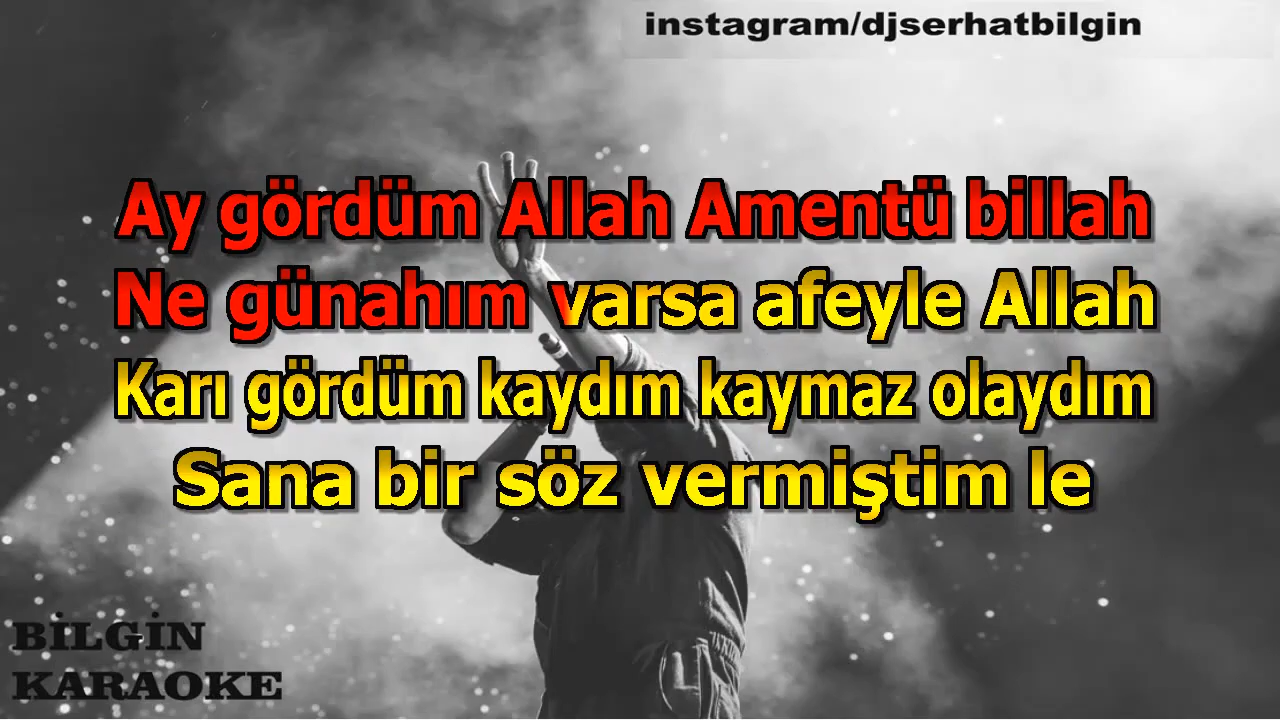 instagram/djserhatbilgin
Ay gördüm Allah Amentü billah
Ne günahım varsa afeyle Allah
Karı gördüm kaydım kaymaz olaydım
Sana bir söz vermiştim le
BİLGİN
KARAOKE